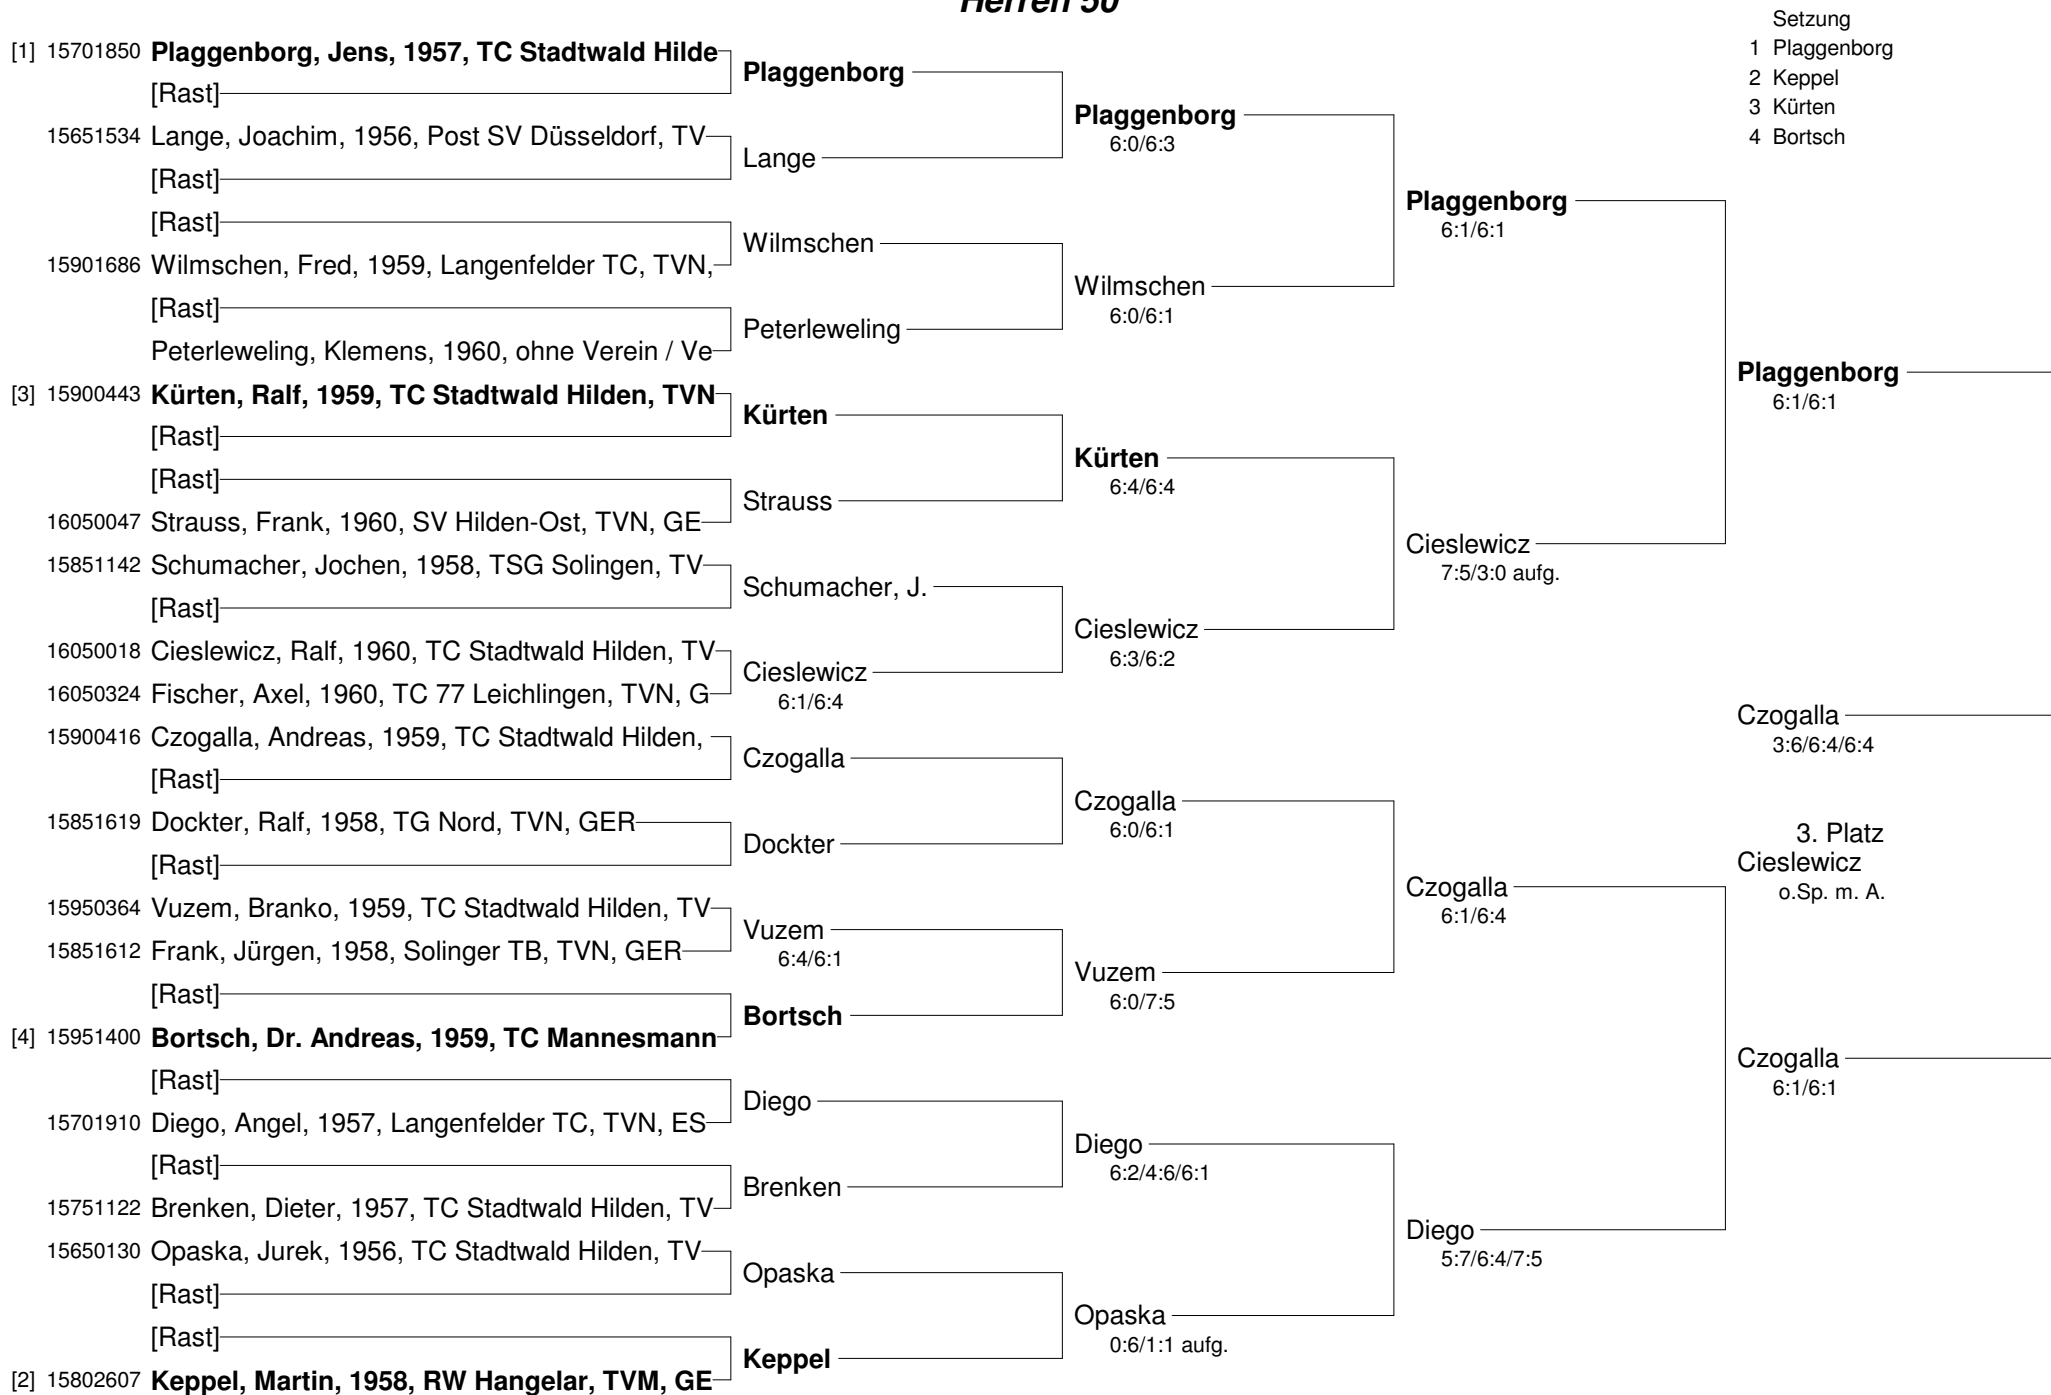 Herren 50
Setzung
1 Plaggenborg
2 Keppel
3 Kürten
4 Bortsch
[1] 15701850 Plaggenborg, Jens, 1957, TC Stadtwald Hilde
[Rast]
15651534 Lange, Joachim, 1956, Post SV Düsseldorf, TV
[Rast]
[Rast]
15901686 Wilmschen, Fred, 1959, Langenfelder TC, TVN,
[Rast]
Peterleweling, Klemens, 1960, ohne Verein / Ve
[3] 15900443 Kürten, Ralf, 1959, TC Stadtwald Hilden, TVN
[Rast]
[Rast]
16050047 Strauss, Frank, 1960, SV Hilden-Ost, TVN, GE
15851142 Schumacher, Jochen, 1958, TSG Solingen, TV
[Rast]
16050018 Cieslewicz, Ralf, 1960, TC Stadtwald Hilden, TV
16050324 Fischer, Axel, 1960, TC 77 Leichlingen, TVN, G
15900416 Czogalla, Andreas, 1959, TC Stadtwald Hilden,
[Rast]
15851619 Dockter, Ralf, 1958, TG Nord, TVN, GER
[Rast]
15950364 Vuzem, Branko, 1959, TC Stadtwald Hilden, TV
15851612 Frank, Jürgen, 1958, Solinger TB, TVN, GER
[Rast]
[4] 15951400 Bortsch, Dr. Andreas, 1959, TC Mannesmann
[Rast]
15701910 Diego, Angel, 1957, Langenfelder TC, TVN, ES
[Rast]
15751122 Brenken, Dieter, 1957, TC Stadtwald Hilden, TV
15650130 Opaska, Jurek, 1956, TC Stadtwald Hilden, TV
[Rast]
[Rast]
[2] 15802607 Keppel, Martin, 1958, RW Hangelar, TVM, GE
Plaggenborg
Lange
Wilmschen
Peterleweling
Kürten
Strauss
Schumacher, J.
Cieslewicz
6:1/6:4
Czogalla
Dockter
Vuzem
6:4/6:1
Bortsch
Diego
Brenken
Opaska
Keppel
Plaggenborg
6:0/6:3
Wilmschen
6:0/6:1
Kürten
6:4/6:4
Cieslewicz
6:3/6:2
Czogalla
6:0/6:1
Vuzem
6:0/7:5
Diego
6:2/4:6/6:1
Opaska
0:6/1:1 aufg.
Plaggenborg
6:1/6:1
Cieslewicz
7:5/3:0 aufg.
Czogalla
6:1/6:4
Diego
5:7/6:4/7:5
Plaggenborg
6:1/6:1
Czogalla
3:6/6:4/6:4
3. Platz
Cieslewicz
o.Sp. m. A.
Czogalla
6:1/6:1